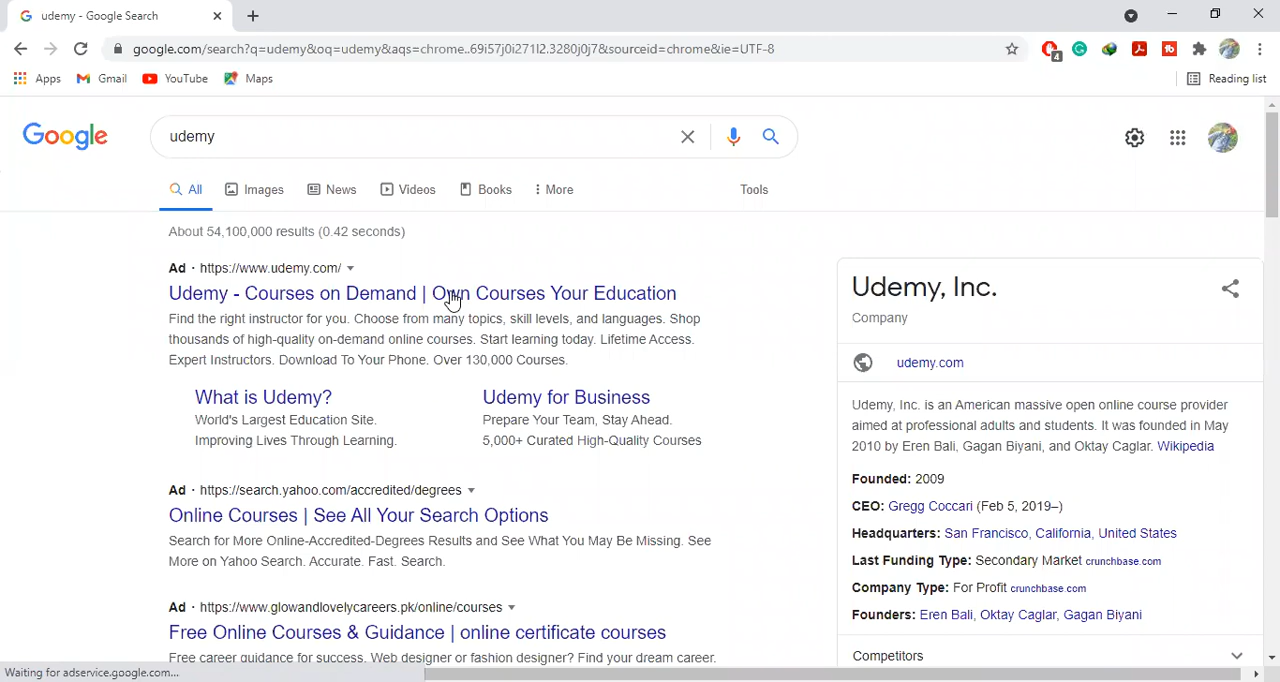 udemy - Google Search
google.com/search?q=udemy&oq=udemy&aqs=chrome..69i57j0i271l2.3280j0j7&sourceid=chrome&ie=UTF-8
4
Apps Gmail YouTube Maps Reading list
Google
udemy
All Images News Videos Books More Tools
About 54,100,000 results (0.42 seconds)
Ad · https://www.udemy.com/
Udemy - Courses on Demand | Own Courses Your Education
Find the right instructor for you. Choose from many topics, skill levels, and languages. Shop
thousands of high-quality on-demand online courses. Start learning today. Lifetime Access.
Expert Instructors. Download To Your Phone. Over 130,000 Courses.
What is Udemy?
World's Largest Education Site.
Improving Lives Through Learning.
Udemy for Business
Prepare Your Team, Stay Ahead.
5,000+ Curated High-Quality Courses
Ad · https://search.yahoo.com/accredited/degrees
Online Courses | See All Your Search Options
Search for More Online-Accredited-Degrees Results and See What You May Be Missing. See
More on Yahoo Search. Accurate. Fast. Search.
Ad · https://www.glowandlovelycareers.pk/online/courses
Free Online Courses & Guidance | online certificate courses
Free career guidance for success. Web designer or fashion designer? Find your dream career.
Udemy, Inc.
Company
udemy.com
Udemy, Inc. is an American massive open online course provider
aimed at professional adults and students. It was founded in May
2010 by Eren Bali, Gagan Biyani, and Oktay Caglar. Wikipedia
Founded: 2009
CEO: Gregg Coccari (Feb 5, 2019–)
Headquarters: San Francisco, California, United States
Last Funding Type: Secondary Market crunchbase.com
Company Type: For Profit crunchbase.com
Founders: Eren Bali, Oktay Caglar, Gagan Biyani
Competitors
Waiting for adservice.google.com...